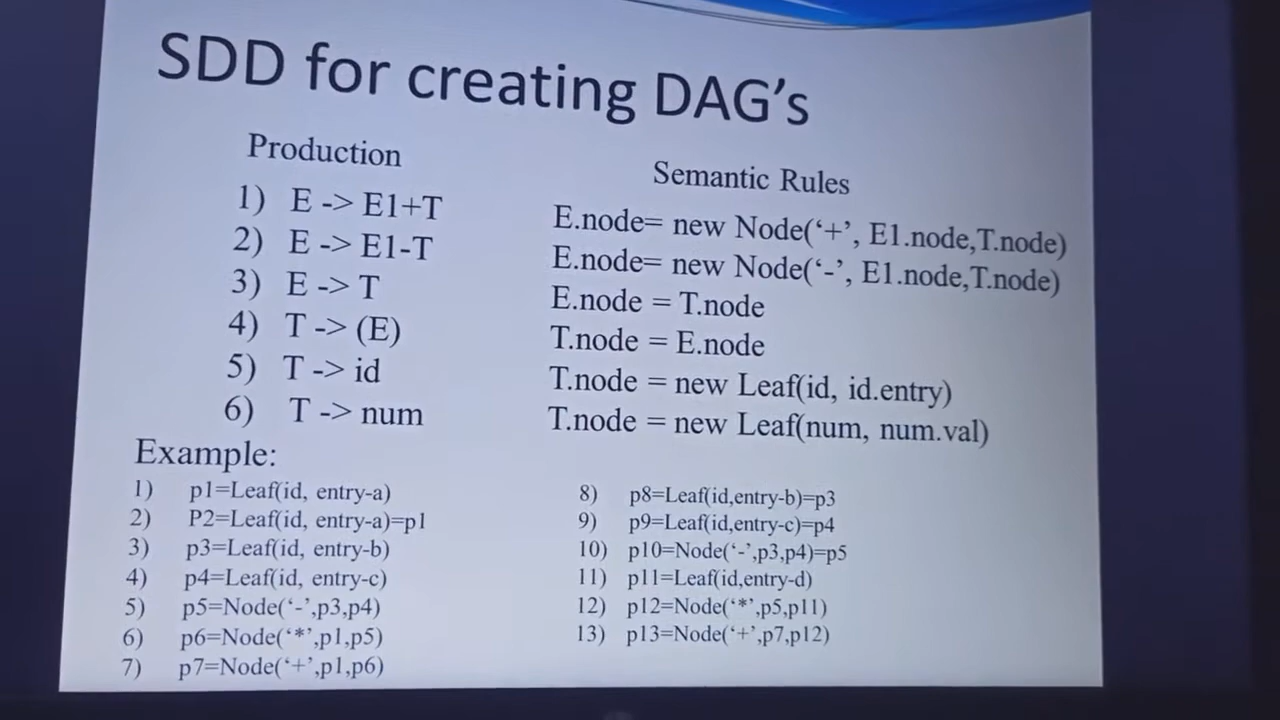 SDD for creating DAG's
Production
1) E -> E1+T
2) E -> E1-T
3) E -> T
4) T -> (E)
5) T -> id
6) T -> num
Semantic Rules
E.node= new Node(‘+’, E1.node,T.node)
E.node= new Node(‘-’, E1.node,T.node)
E.node = T.node
T.node = E.node
T.node = new Leaf(id, id.entry)
T.node = new Leaf(num, num.val)
Example:
1) p1=Leaf(id, entry-a)
2) P2=Leaf(id, entry-a)=p1
3) p3=Leaf(id, entry-b)
4) p4=Leaf(id, entry-c)
5) p5=Node(‘-’,p3,p4)
6) p6=Node(‘*’,p1,p5)
7) p7=Node(‘+’,p1,p6)
8) p8=Leaf(id,entry-b)=p3
9) p9=Leaf(id,entry-c)=p4
10) p10=Node(‘-’,p3,p4)=p5
11) p11=Leaf(id,entry-d)
12) p12=Node(‘*’,p5,p11)
13) p13=Node(‘+’,p7,p12)